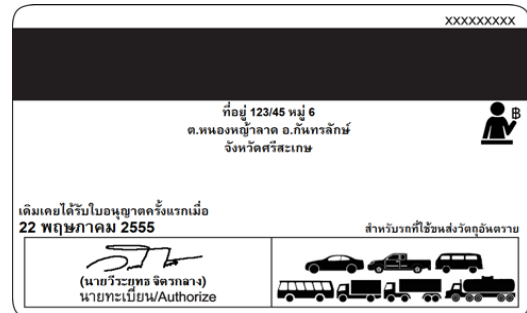 XXXXXXXXX
ที่อยู่ 123/45 หมู่ 6
฿
ต.หนองหญ้าลาด อ.กันทรลักษ์
จังหวัดศรีสะเกษ
เดิมเคยได้รับใบอนุญาตครั้งแรกเมื่อ
22 พฤษภาคม 2555
สำหรับรถที่ใช้ขนส่งวัตถุอันตราย
(นายวีระยุทธ จิตรกลาง)
นายทะเบียน/Authorize